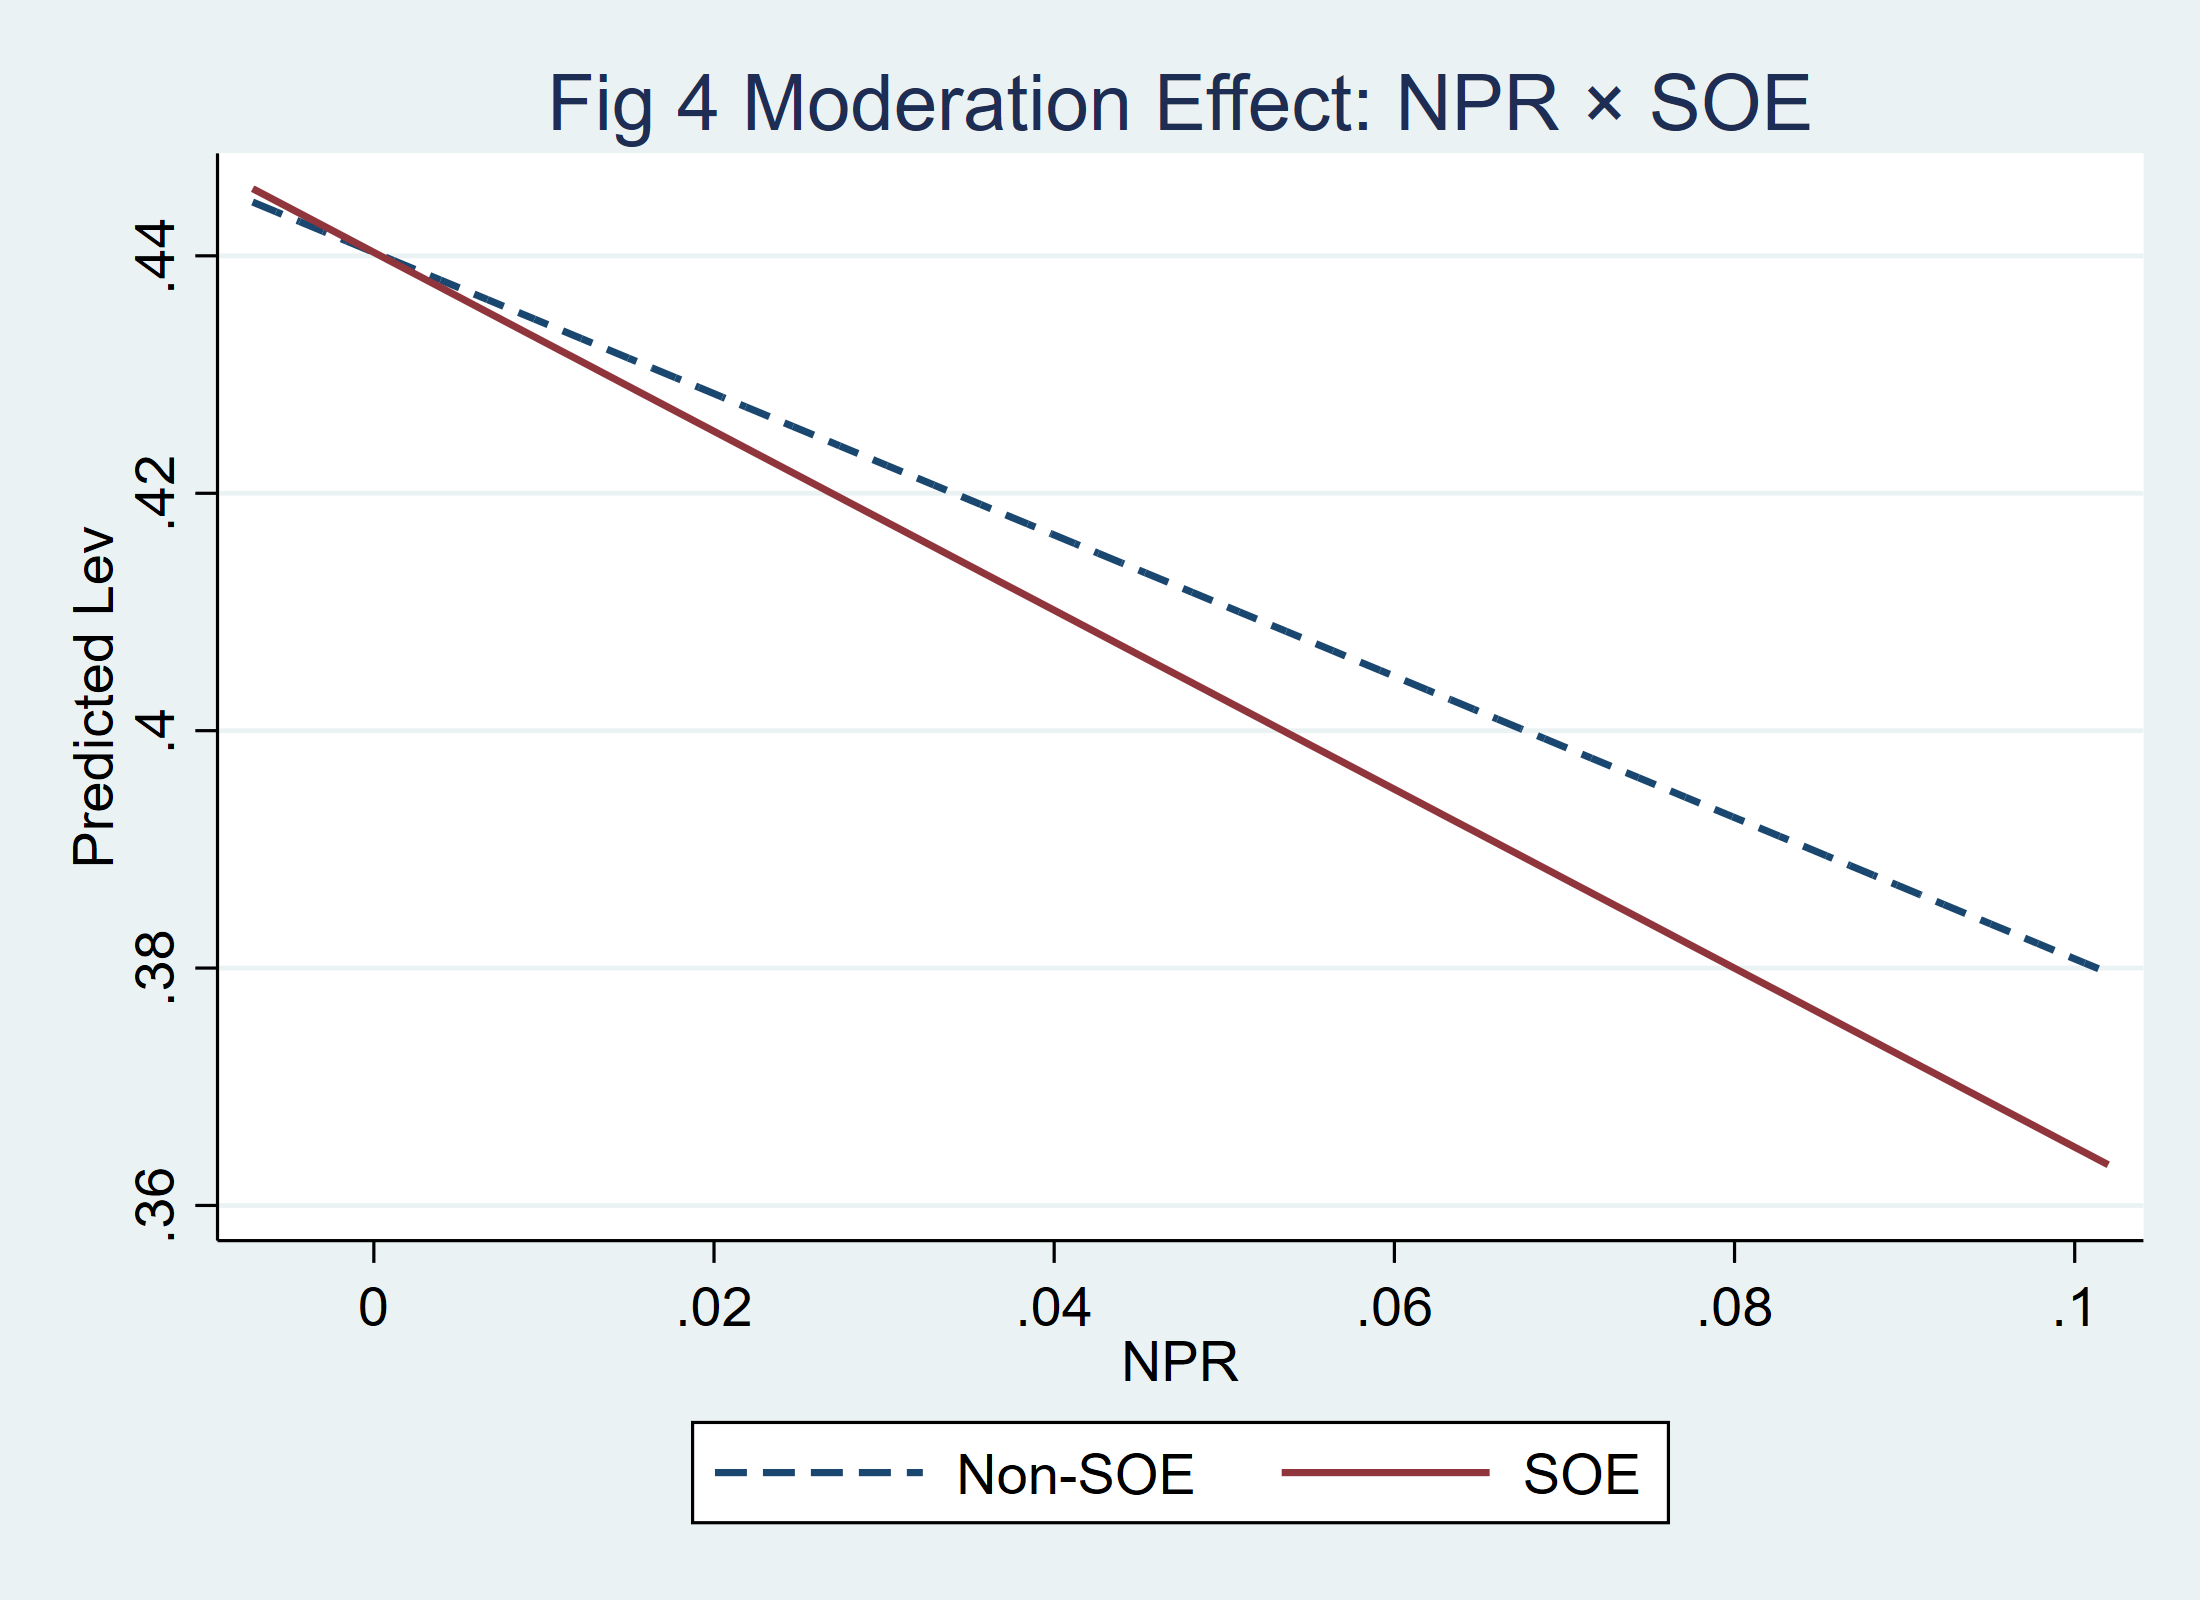 Fig 4 Moderation Effect: NPR × SOE
Predicted Lev
.44
.42
.4
.38
.36
0 .02 .04 .06 .08 .1
NPR
Non-SOE SOE